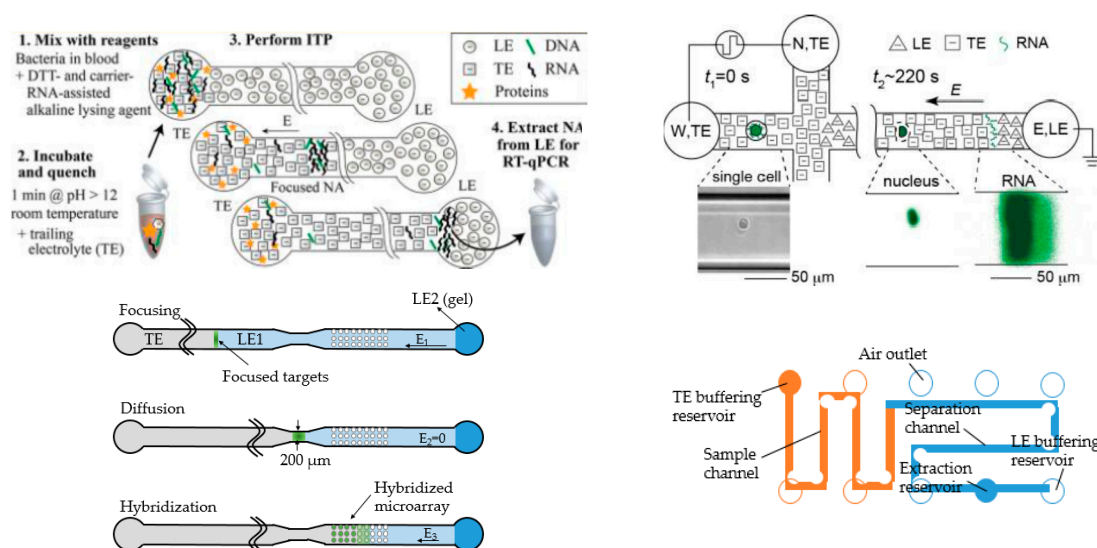 1. Mix with reagents
Bacteria in blood
+ DTT- and carrier-
RNA-assisted
alkaline lysing agent
2. Incubate
and quench
1 min @ pH > 12
room temperature
+ trailing
electrolyte (TE)
3. Perform ITP
TE
LE
E
TE
Focused NA
LE
TE
LE
LE
DNA
TE
RNA
Proteins
4. Extract NA
from LE for
RT-qPCR
N,TE
LE
TE
RNA
t1=0 s
t2~220 s
E
W,TE
E,LE
single cell
nucleus
RNA
50 μm
50 μm
Focusing
LE2 (gel)
TE
LE1
E1
Focused targets
Diffusion
E2=0
200 μm
Hybridization
Hybridized
microarray
E3
Air outlet
TE buffering
reservoir
Separation
channel
Sample
channel
LE buffering
reservoir
Extraction
reservoir